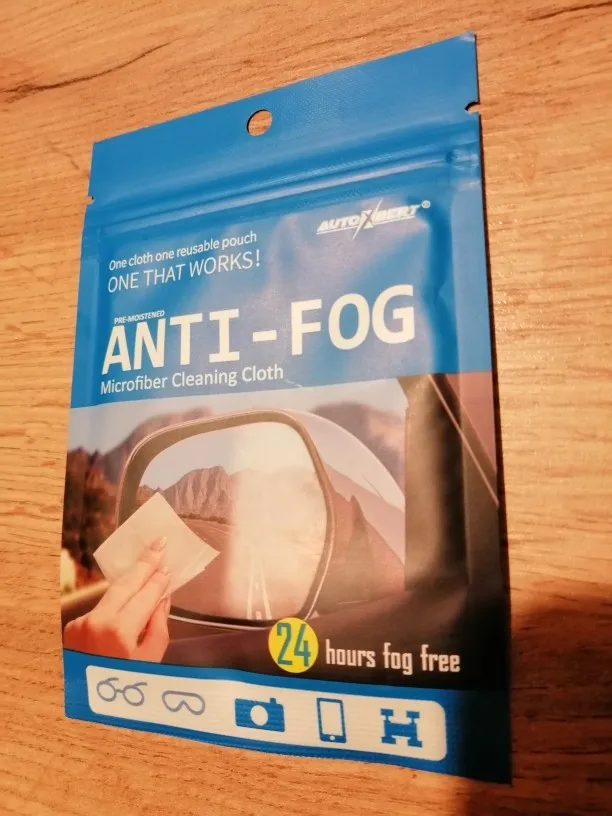 AUTOXBERT®
One cloth one reusable pouch
ONE THAT WORKS!
PRE-MOISTENED
ANTI-FOG
Microfiber Cleaning Cloth
24 hours fog free